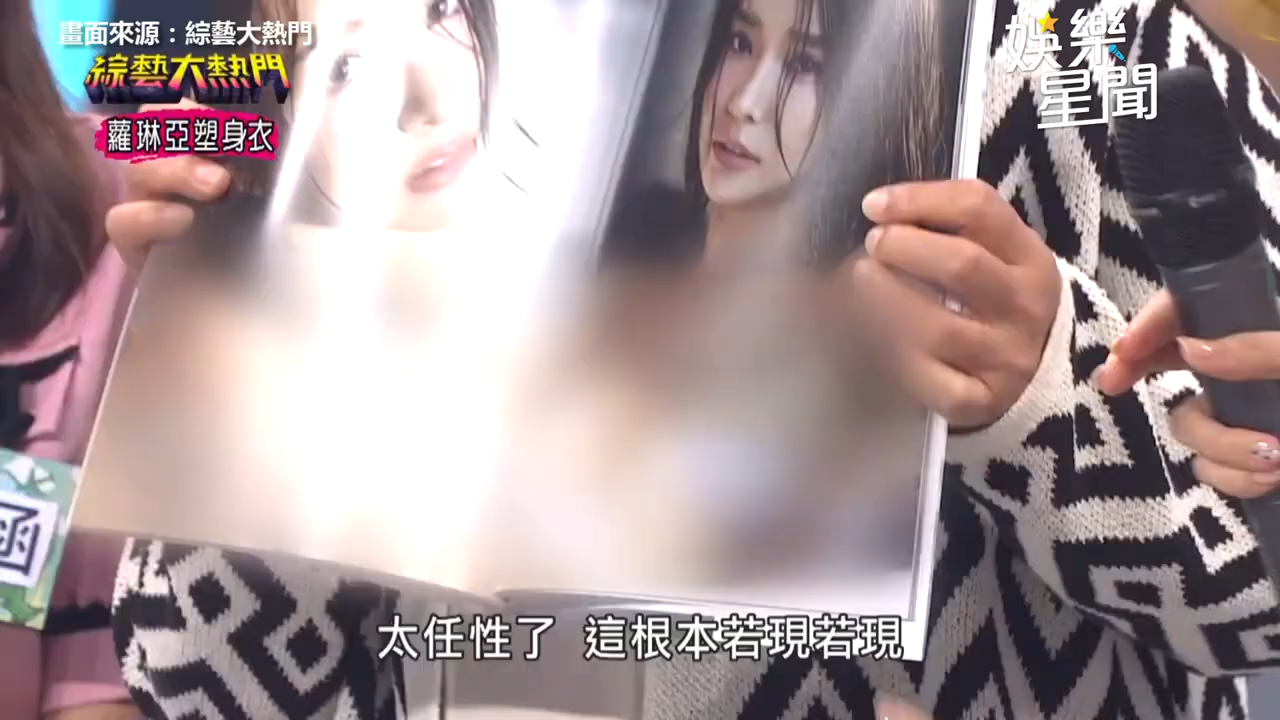 畫面來源：綜藝大熱門
綜藝大熱門
蘿琳亞塑身衣
娛樂
星聞
函
太任性了 這根本若現若現